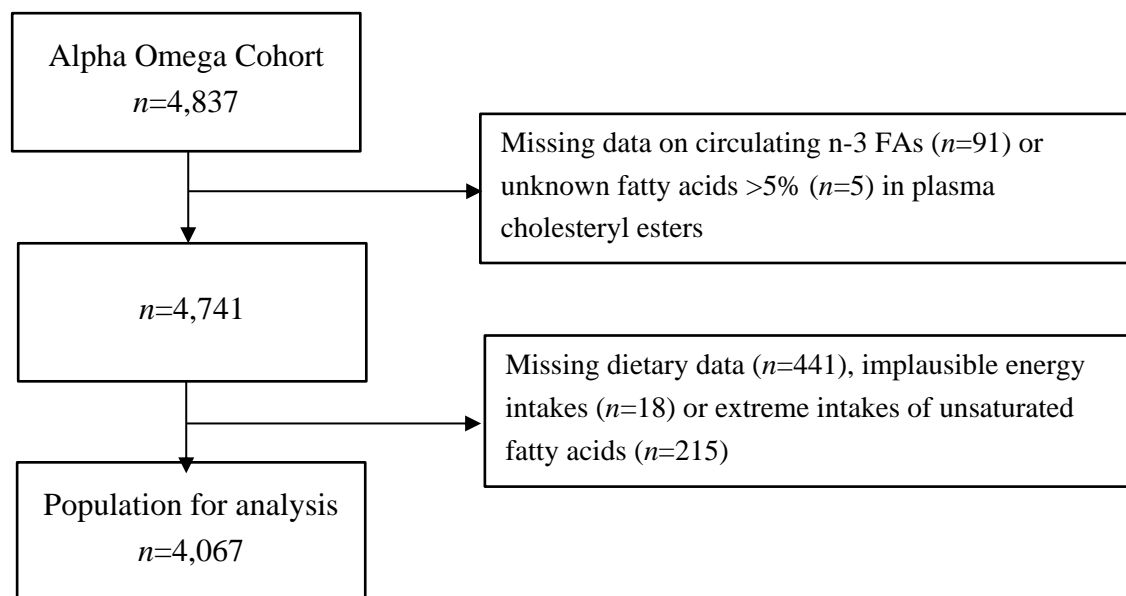 Alpha Omega Cohort
n=4,837
Missing data on circulating n-3 FAs (n=91) or
unknown fatty acids >5% (n=5) in plasma
cholesteryl esters
n=4,741
Missing dietary data (n=441), implausible energy
intakes (n=18) or extreme intakes of unsaturated
fatty acids (n=215)
Population for analysis
n=4,067